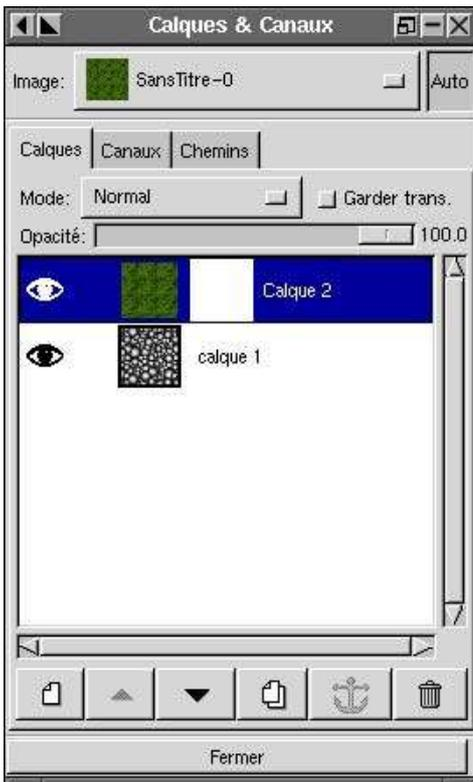 Calques & Canaux
Image: SansTitre-0 Auto
Calques Canaux Chemins
Mode: Normal Garder trans.
Opacité: 100.0
Calque 2
calque 1
Fermer